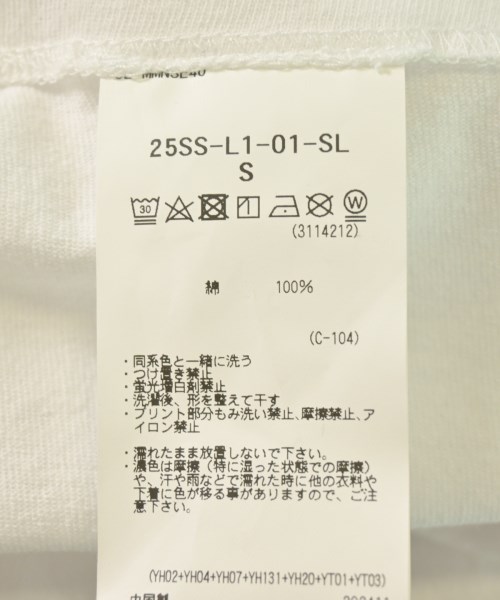 25SS-L1-01-SL
S
30 W
(3114212)
綿 100%
(C-104)
・同系色と一緒に洗う
・つけ置き禁止
・蛍光増白剤禁止
・洗濯後、形を整えて干す
・プリント部分もみ洗い禁止、摩擦禁止、ア
イロン禁止
・濡れたまま放置しないで下さい。
・濃色は摩擦（特に湿った状態での摩擦）
や、汗や雨などで濡れた時に他の衣料や
下着に色が移る事がありますので、ご注
意下さい。
(YH02+YH04+YH07+YH131+YH20+YT01+YT03)
中国製